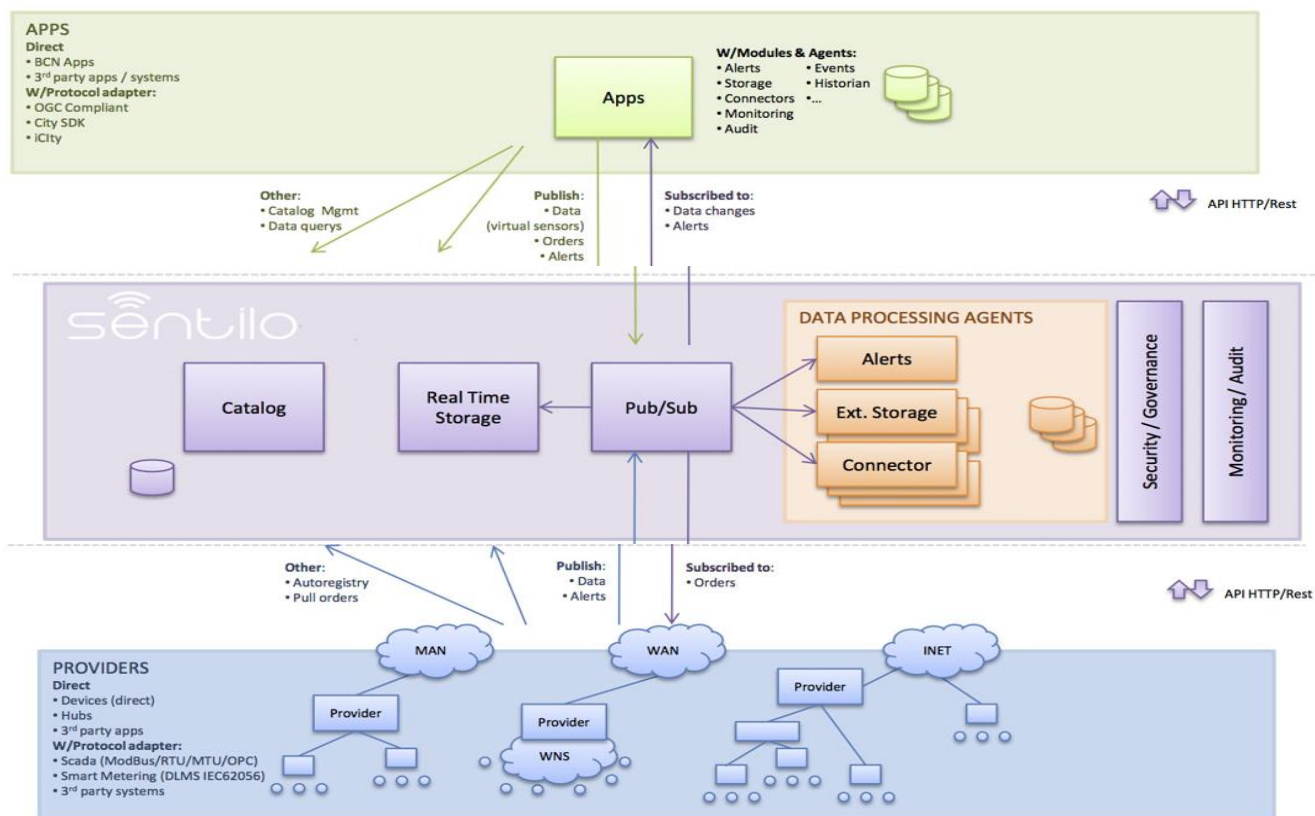 APPS
Direct
• BCN Apps
• 3rd party apps / systems
W/Protocol adapter:
• OGC Compliant
• City SDK
• iCIty
Apps
W/Modules & Agents:
• Alerts
• Storage
• Connectors
• Monitoring
• Audit
• Events
• Historian
•...
Other:
• Catalog Mgmt
• Data querys
Publish:
• Data
(virtual sensors)
• Orders
• Alerts
Subscribed to:
• Data changes
• Alerts
API HTTP/Rest
sentilo
Catalog
Real Time
Storage
Pub/Sub
DATA PROCESSING AGENTS
Alerts
Ext. Storage
Connector
Security / Governance
Monitoring / Audit
Other:
• Autoregistry
• Pull orders
Publish:
• Data
• Alerts
Subscribed to:
• Orders
API HTTP/Rest
PROVIDERS
Direct
• Devices (direct)
• Hubs
• 3rd party apps
W/Protocol adapter:
• Scada (ModBus/RTU/MTU/OPC)
• Smart Metering (DLMS IEC62056)
• 3rd party systems
MAN
Provider
WAN
Provider
WNS
INET
Provider